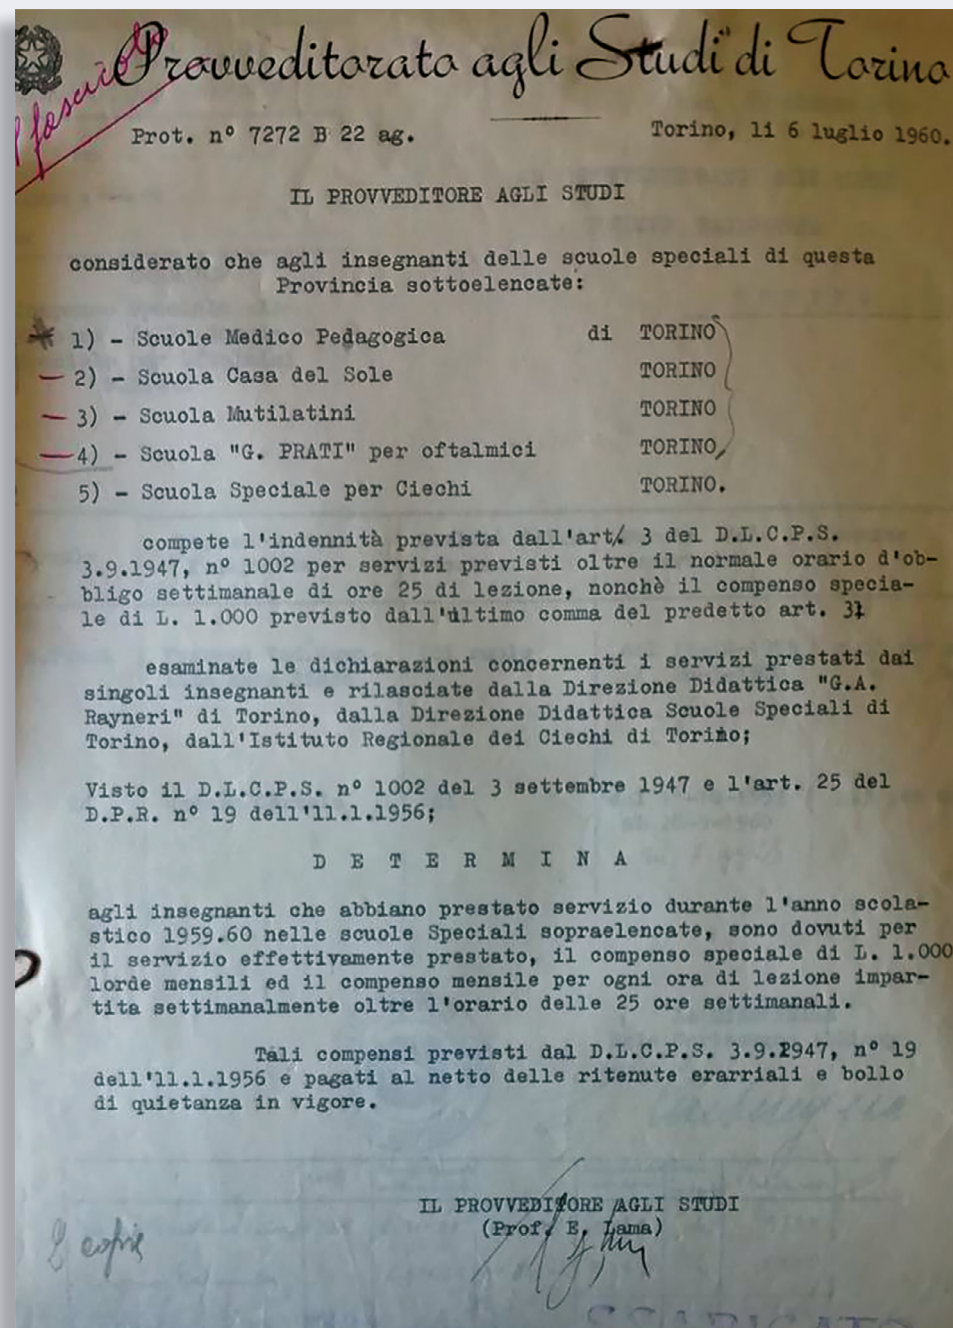 fascicolo
Provveditorato agli Studi di Torino
Prot. n° 7272 B 22 ag.
Torino, li 6 luglio 1960.
IL PROVVEDITORE AGLI STUDI
considerato che agli insegnanti delle scuole speciali di questa
Provincia sottoelencate:
1) - Scuole Medico Pedagogica di TORINO
2) - Scuola Casa del Sole TORINO
3) - Scuola Mutilatini TORINO
4) - Scuola "G. PRATI" per oftalmici TORINO,
5) - Scuola Speciale per Ciechi TORINO.
compete l'indennità prevista dall'art. 3 del D.L.C.P.S.
3.9.1947, n° 1002 per servizi previsti oltre il normale orario d'ob-
bligo settimanale di ore 25 di lezione, nonchè il compenso specia-
le di L. 1.000 previsto dall'ultimo comma del predetto art. 3;
esaminate le dichiarazioni concernenti i servizi prestati dai
singoli insegnanti e rilasciate dalla Direzione Didattica "G.A.
Rayneri" di Torino, dalla Direzione Didattica Scuole Speciali di
Torino, dall'Istituto Regionale dei Ciechi di Torino;
Visto il D.L.C.P.S. n° 1002 del 3 settembre 1947 e l'art. 25 del
D.P.R. n° 19 dell'11.1.1956;
D E T E R M I N A
agli insegnanti che abbiano prestato servizio durante l'anno scola-
stico 1959.60 nelle scuole Speciali sopraelencate, sono dovuti per
il servizio effettivamente prestato, il compenso speciale di L. 1.000
lorde mensili ed il compenso mensile per ogni ora di lezione impar-
tita settimanalmente oltre l'orario delle 25 ore settimanali.
Tali compensi previsti dal D.L.C.P.S. 3.9.1947, n° 19
dell'11.1.1956 e pagati al netto delle ritenute erarriali e bollo
di quietanza in vigore.
IL PROVVEDITORE AGLI STUDI
(Prof. E. Lama)
copie